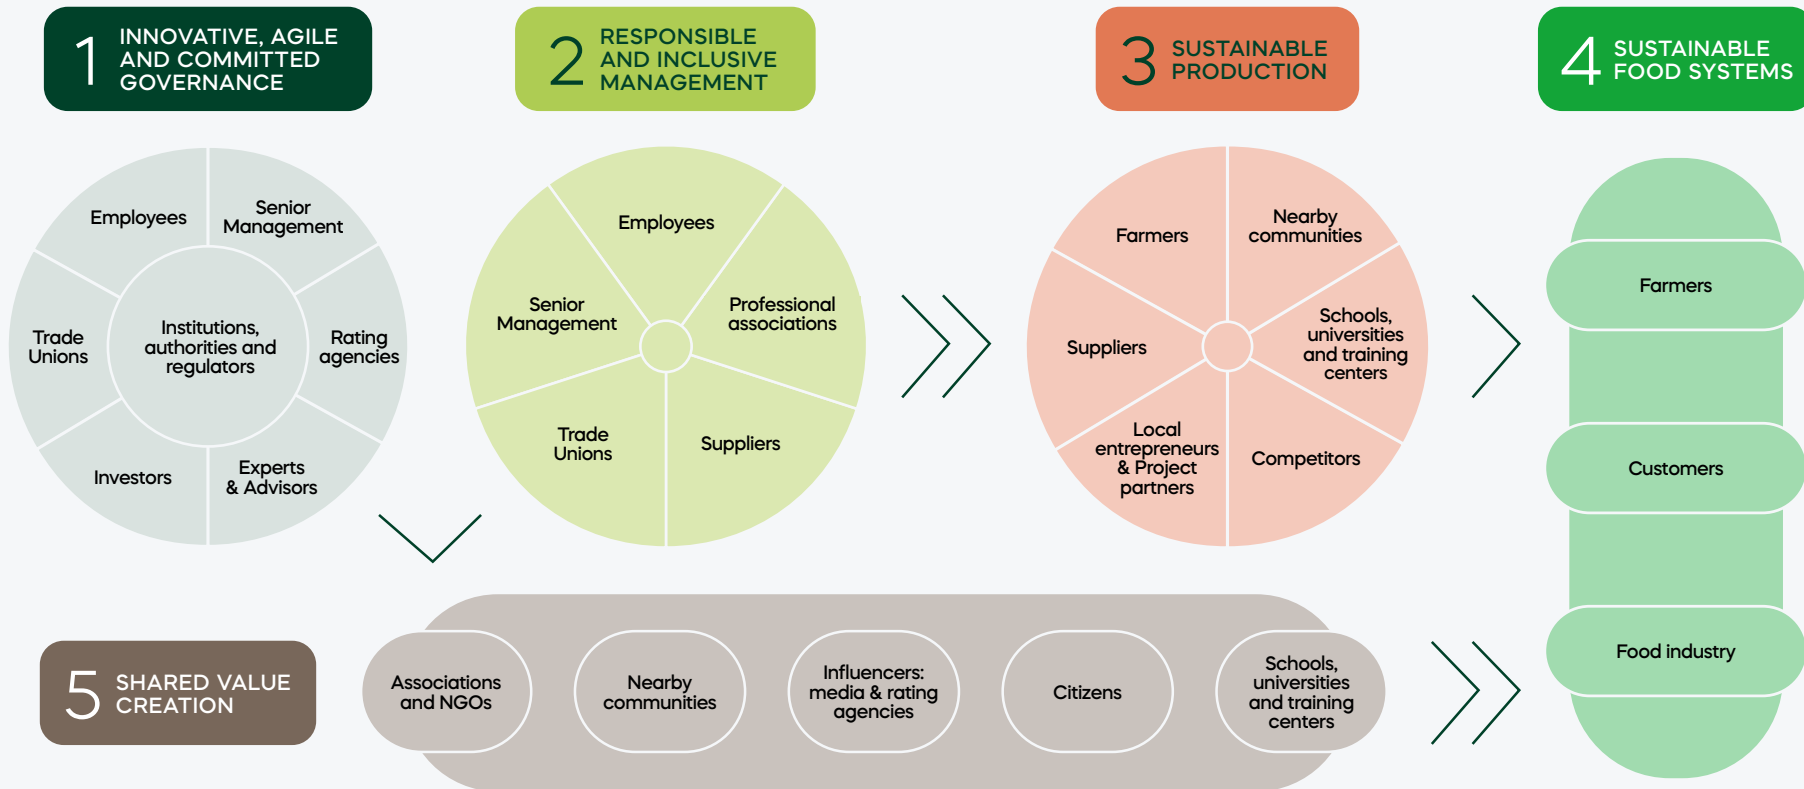 1 INNOVATIVE, AGILE
AND COMMITTED
GOVERNANCE
2 RESPONSIBLE
AND INCLUSIVE
MANAGEMENT
3 SUSTAINABLE
PRODUCTION
4 SUSTAINABLE
FOOD SYSTEMS
Employees
Senior
Management
Trade
Unions
Institutions,
authorities and
regulators
Rating
agencies
Investors
Experts
& Advisors
Employees
Senior
Management
Professional
associations
Trade
Unions
Suppliers
Farmers
Nearby
communities
Suppliers
Schools,
universities
and training
centers
Local
entrepreneurs
& Project
partners
Competitors
Farmers
Customers
Food industry
5 SHARED VALUE
CREATION
Associations
and NGOs
Nearby
communities
Influencers:
media & rating
agencies
Citizens
Schools,
universities
and training
centers